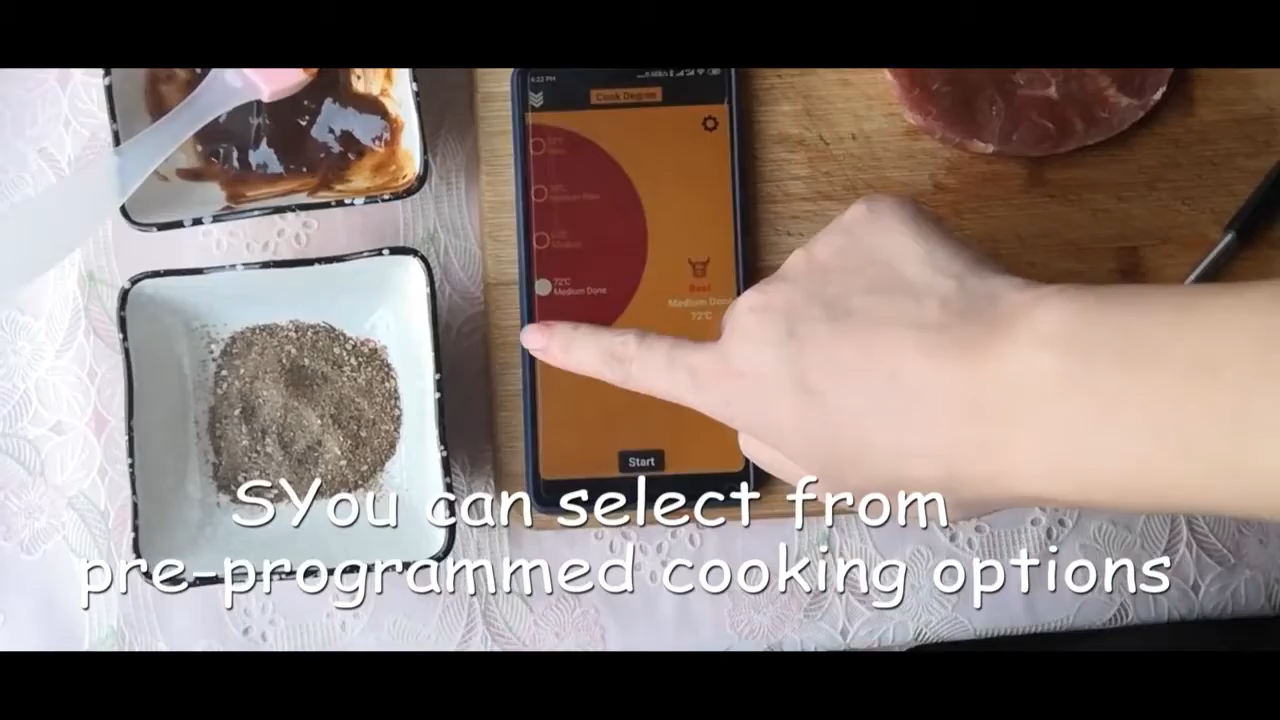 Cook Degree
72℃
Medium Done
Beef
Medium Done
72℃
Start
SYou can select from
pre-programmed cooking options